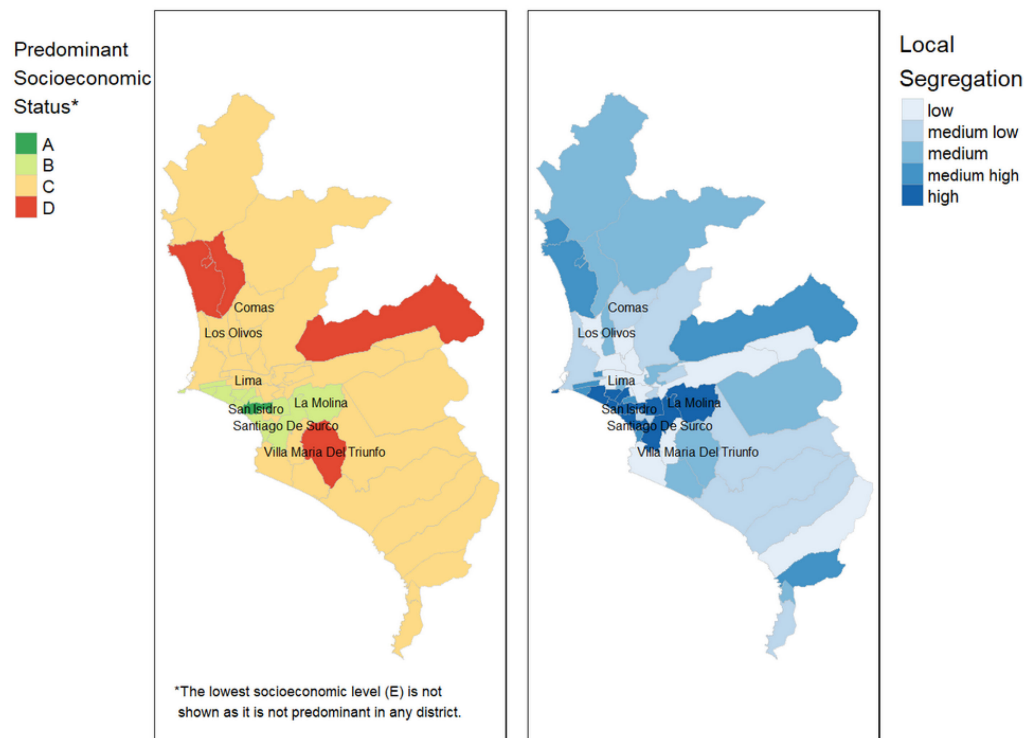 Predominant
Socioeconomic
Status*
A
B
C
D
Comas
Los Olivos
Lima
La Molina
San Isidro
Santiago De Surco
Villa Maria Del Triunfo
*The lowest socioeconomic level (E) is not
shown as it is not predominant in any district.
Comas
Los Olivos
Lima
La Molina
San Isidro
Santiago De Surco
Villa Maria Del Triunfo
Local
Segregation
low
medium low
medium
medium high
high